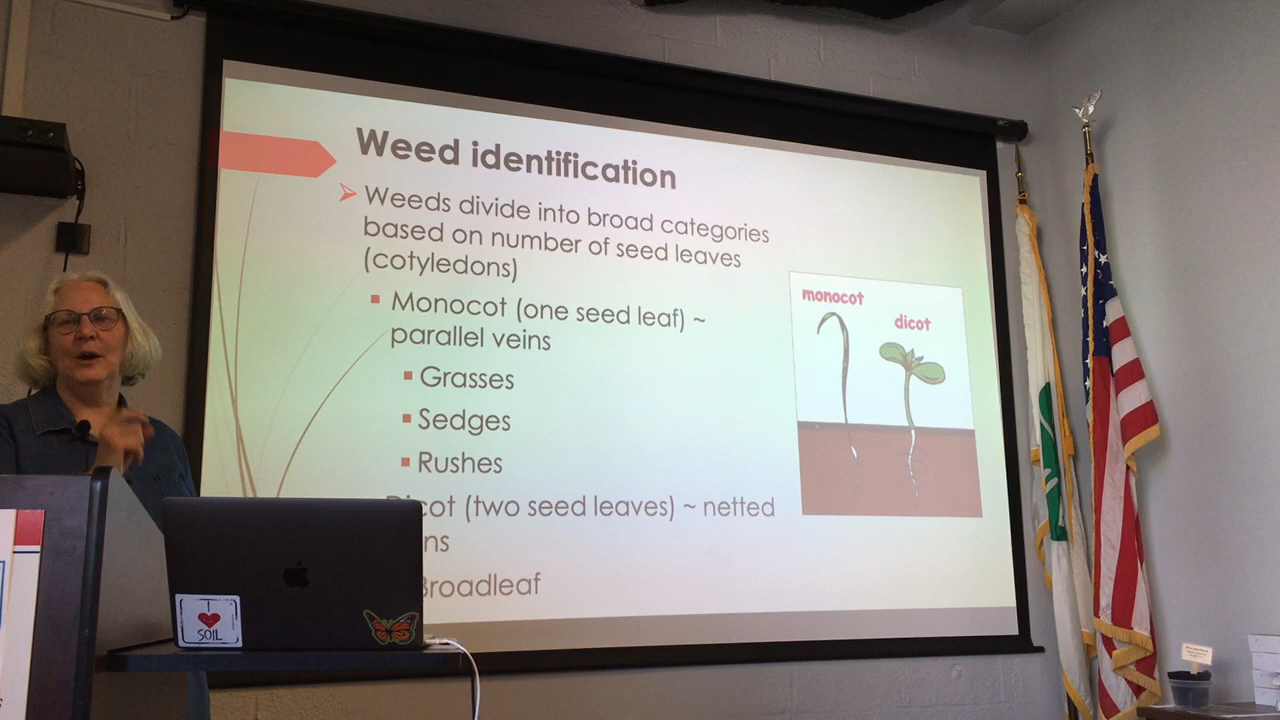 Weed identification
Weeds divide into broad categories
based on number of seed leaves
(cotyledons)
Monocot (one seed leaf) ~
parallel veins
Grasses
Sedges
Rushes
Dicot (two seed leaves) ~ netted
ns
Broadleaf
monocot
dicot
I
SOIL